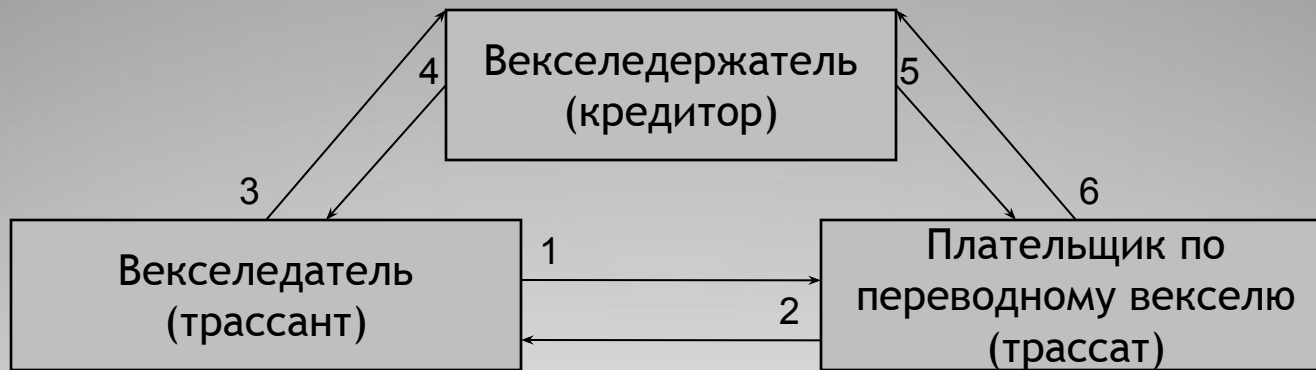 Векселедержатель
(кредитор)
4
5
3
6
Векселедатель
(трассант)
1
2
Плательщик по
переводному векселю
(трассат)